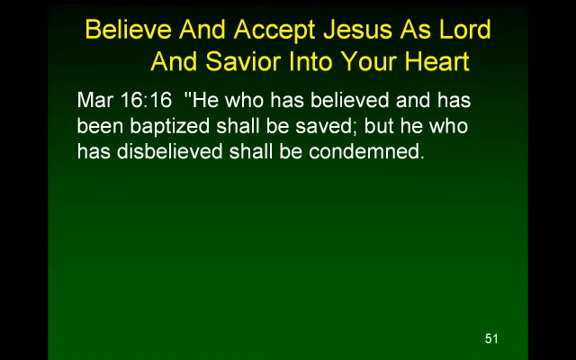 Believe And Accept Jesus As Lord
And Savior Into Your Heart
Mar 16:16  "He who has believed and has
been baptized shall be saved; but he who
has disbelieved shall be condemned.
51